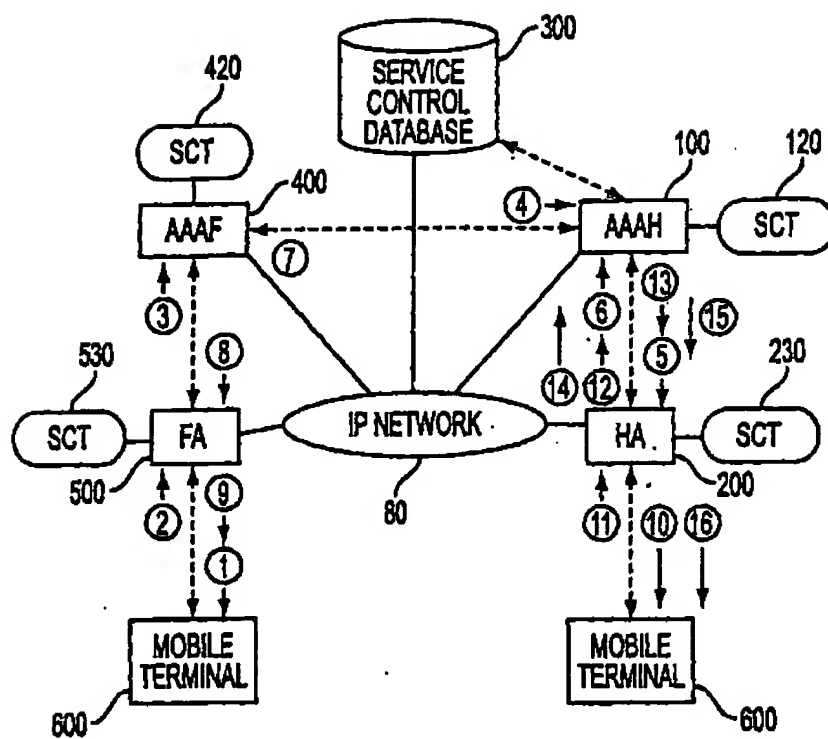 300
420
SERVICE
CONTROL
DATABASE
SCT
400
100
120
AAAF
④
AAAH
SCT
⑦
③
⑥
⑬
⑮
530
⑧
⑭
⑫
⑤
230
SCT
FA
IP NETWORK
HA
SCT
500
②
⑨
80
⑪
⑩
⑯
200
①
MOBILE
TERMINAL
MOBILE
TERMINAL
600
600